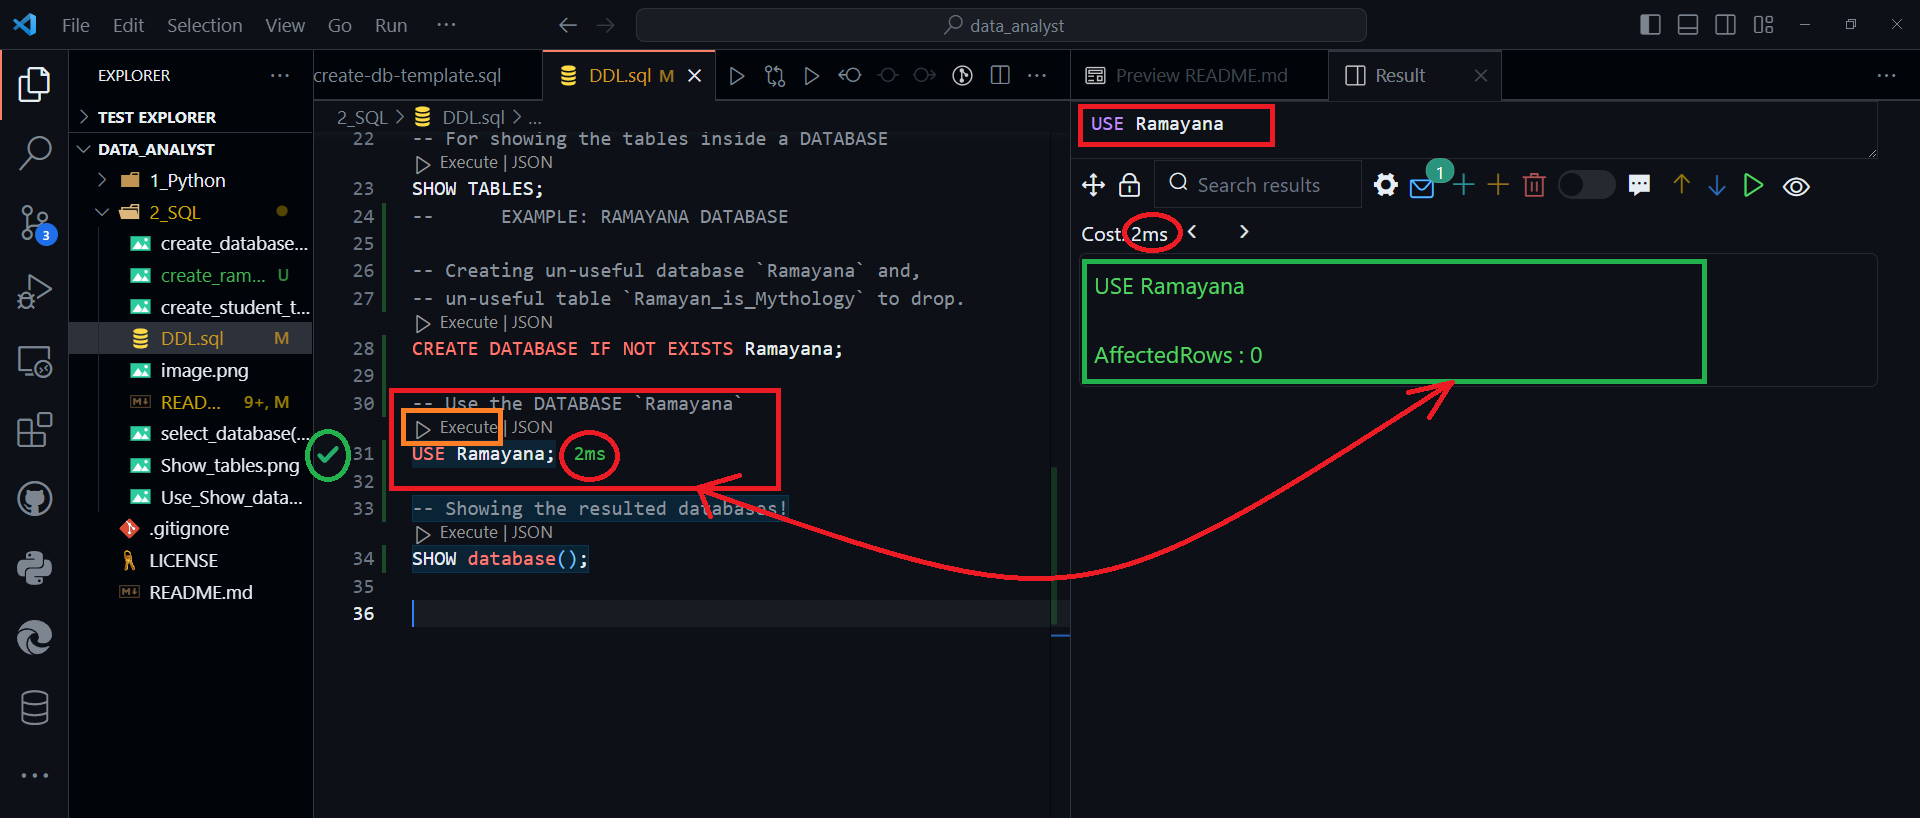 File Edit Selection View Go Run ···
data_analyst
EXPLORER ···
TEST EXPLORER
DATA_ANALYST
1_Python
2_SQL
create_database...
create_ram... U
create_student_t...
DDL.sql M
image.png
READ... 9+, M
select_database(...
Show_tables.png
Use_Show_data...
.gitignore
LICENSE
README.md
3
create-db-template.sql
DDL.sql M
2_SQL > DDL.sql > ...
22 -- For showing the tables inside a DATABASE
Execute | JSON
23 SHOW TABLES;
24 -- EXAMPLE: RAMAYANA DATABASE
25
26 -- Creating un-useful database `Ramayana` and,
27 -- un-useful table `Ramayan_is_Mythology` to drop.
Execute | JSON
28 CREATE DATABASE IF NOT EXISTS Ramayana;
29
30 -- Use the DATABASE `Ramayana`
Execute | JSON
31 USE Ramayana; 2ms
32
33 -- Showing the resulted databases!
Execute | JSON
34 SHOW database();
35
36
Preview README.md
Result
USE Ramayana
Search results
1
Cost: 2ms
USE Ramayana
AffectedRows : 0